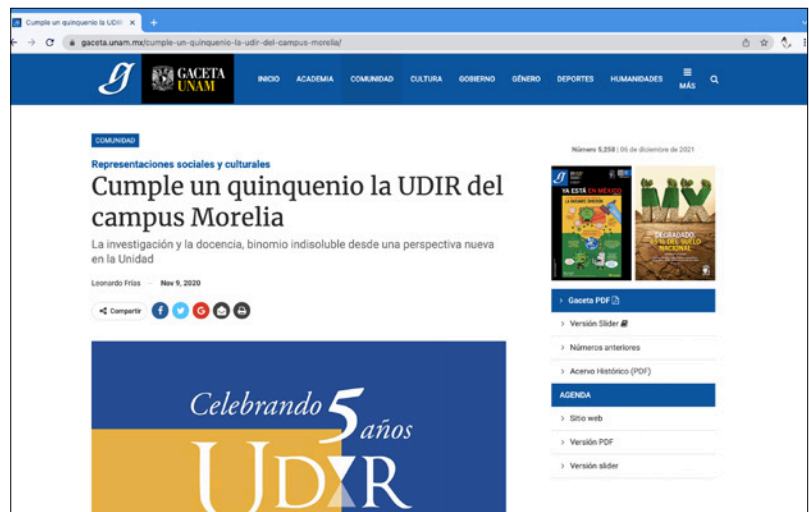 Cumple un quinquenio la UDI
gaceta.unam.mx/cumple-un-quinquenio-la-udir-del-campus-morelia/
GACETA
UNAM
INICIO ACADEMIA COMUNIDAD CULTURA GOBIERNO GÉNERO DEPORTES HUMANIDADES MÁS
COMUNIDAD
Representaciones sociales y culturales
Cumple un quinquenio la UDIR del
campus Morelia
La investigación y la docencia, binomio indisoluble desde una perspectiva nueva
en la Unidad
Leonardo Frías — Nov 9, 2020
Compartir
Celebrando 5 años
UDIR
Número 5,258 | 06 de diciembre de 2021
YA ESTÁ EN MÉXICO
MX
DEGRADADO,
SUELO
NACIONAL
Gaceta PDF
Versión Slider
Números anteriores
Acervo Histórico (PDF)
AGENDA
Sitio web
Versión PDF
Versión slider